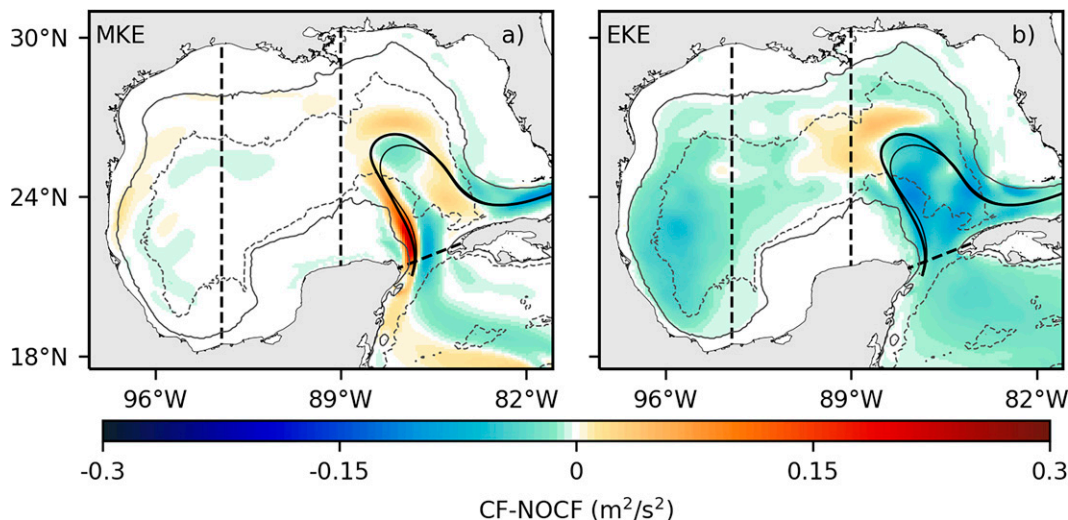 MKE a) EKE b)
30°N
24°N
18°N
96°W 89°W 82°W 96°W 89°W 82°W
-0.3 -0.15 0 0.15 0.3
CF-NOCF (m²/s²)